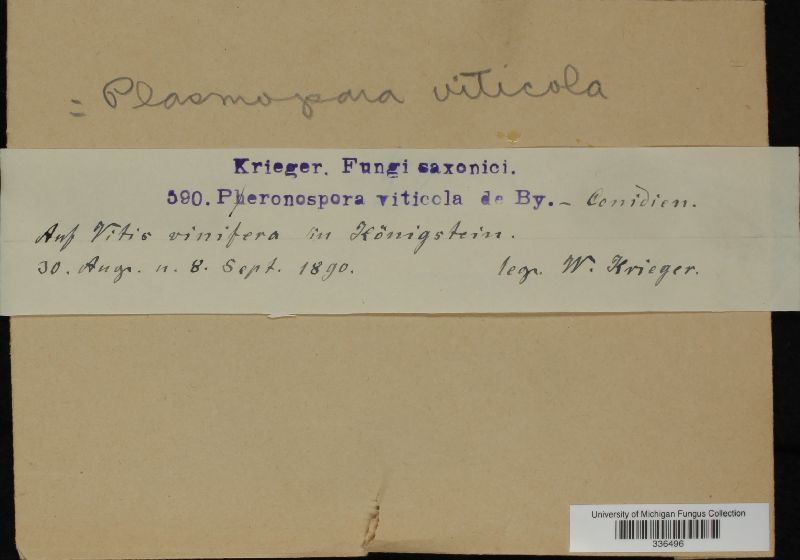 = Plasmopara viticola
Krieger. Fungi saxonici.
590. Pheronospora viticola de By. – Conidien.
Auf Vitis vinifera in Königstein.
30. Aug. u. 8. Sept. 1890. leg. W. Krieger.
University of Michigan Fungus Collection
336496